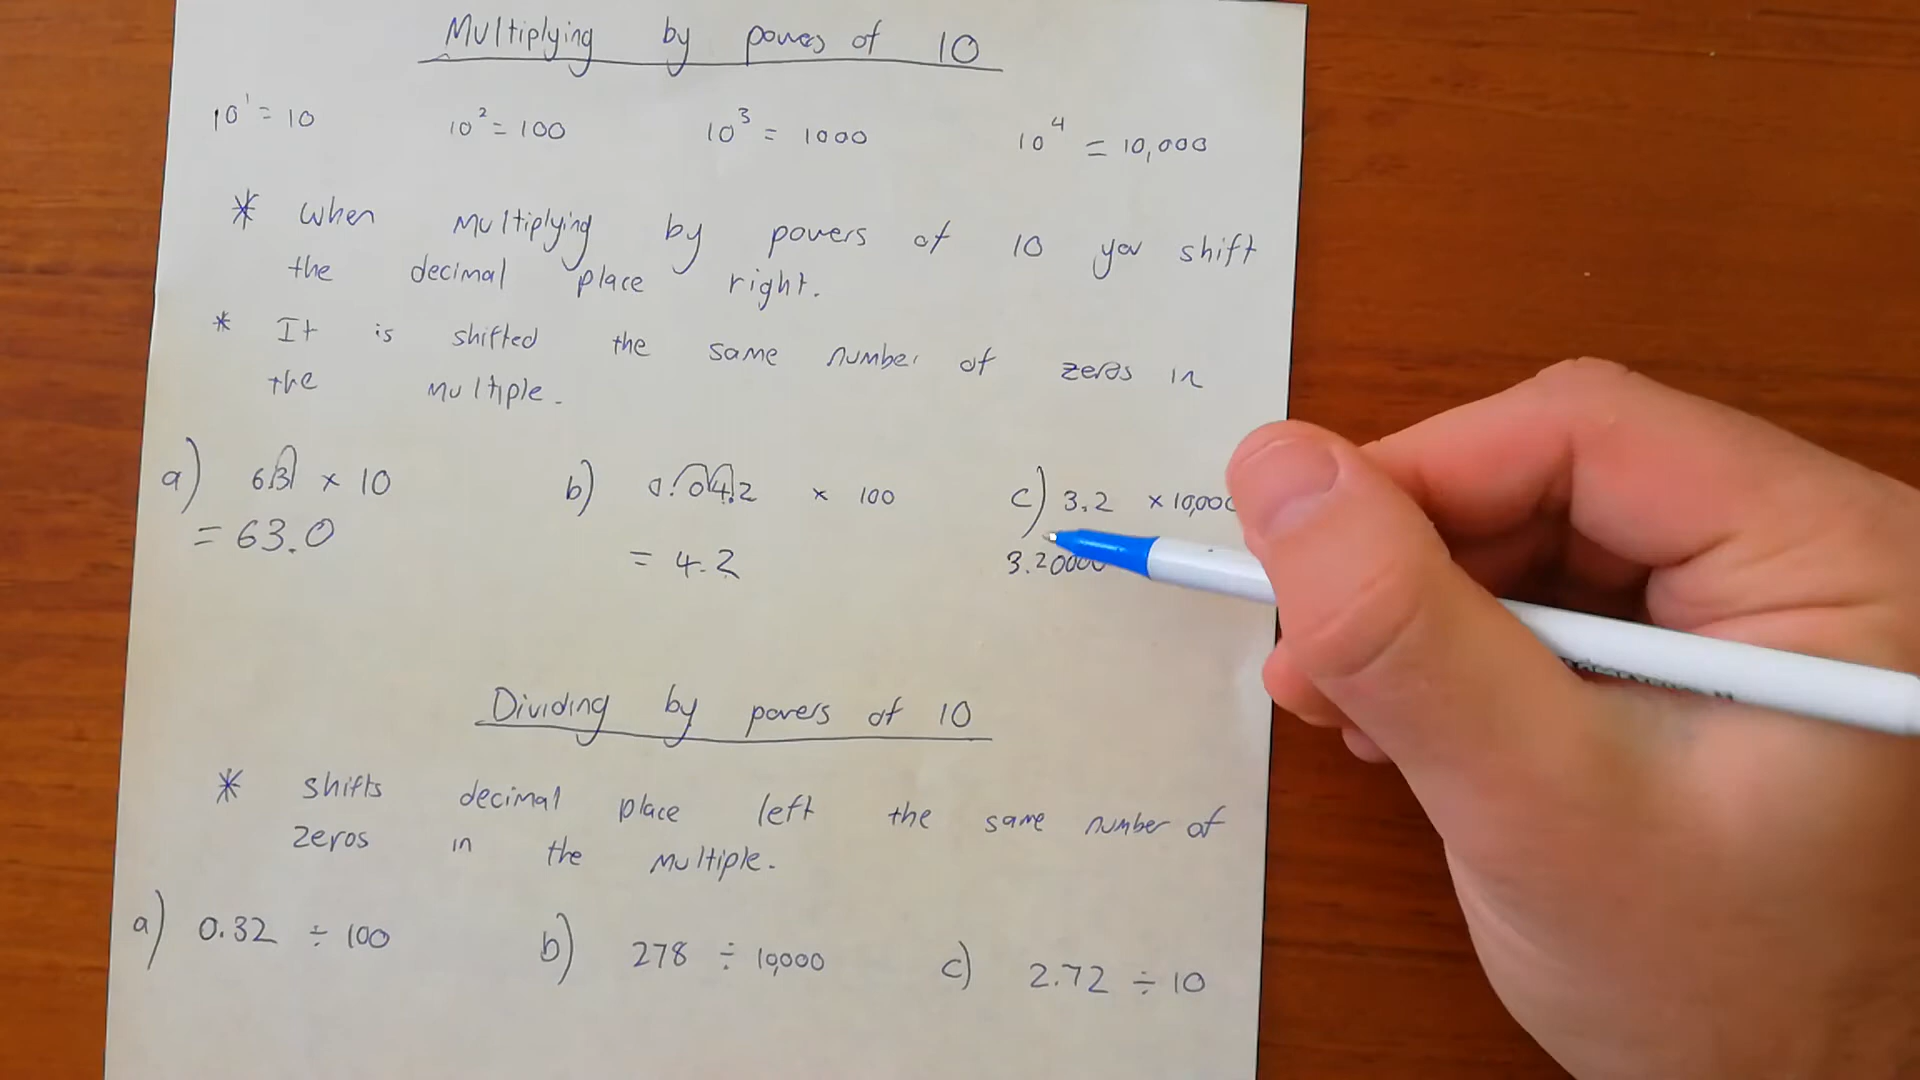 Multiplying by powers of 10
10¹ = 10 10² = 100 10³ = 1000 10⁴ = 10,000
* When multiplying by powers of 10 you shift
the decimal place right.
* It is shifted the same number of zeros in
the multiple.
a) 6.3 × 10 b) 0.042 × 100 c) 3.2 × 10,000
= 63.0 = 4.2 3.20000
Dividing by powers of 10
* shifts decimal place left the same number of
zeros in the multiple.
a) 0.32 ÷ 100 b) 278 ÷ 10,000 c) 2.72 ÷ 10